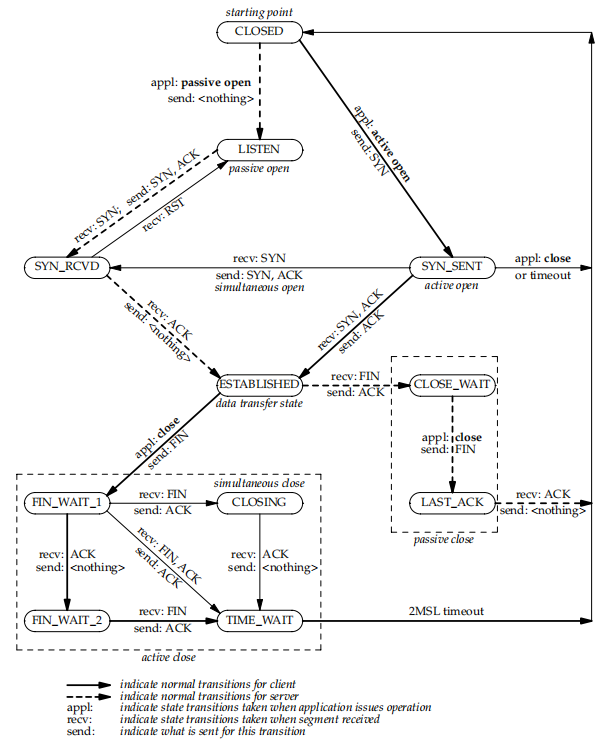 starting point
CLOSED
appl: passive open
send: <nothing>
appl: active open
send: SYN
LISTEN
passive open
recv: SYN; send: SYN, ACK
recv: RST
SYN_RCVD
recv: SYN
send: SYN, ACK
simultaneous open
SYN_SENT
active open
appl: close
or timeout
recv: ACK
send: <nothing>
recv: SYN, ACK
send: ACK
ESTABLISHED
data transfer state
recv: FIN
send: ACK
CLOSE_WAIT
appl: close
send: FIN
appl: close
send: FIN
LAST_ACK
recv: ACK
send: <nothing>
passive close
simultaneous close
FIN_WAIT_1
recv: FIN
send: ACK
CLOSING
recv: ACK
send: <nothing>
recv: FIN, ACK
send: ACK
recv: ACK
send: <nothing>
FIN_WAIT_2
recv: FIN
send: ACK
TIME_WAIT
2MSL timeout
active close
indicate normal transitions for client
indicate normal transitions for server
appl: indicate state transitions taken when application issues operation
recv: indicate state transitions taken when segment received
send: indicate what is sent for this transition